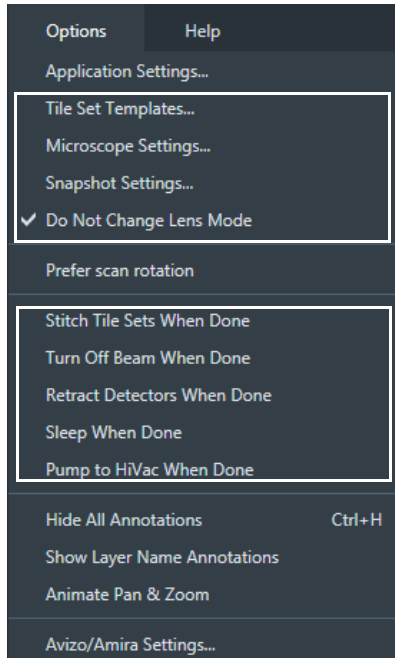 Options Help
Application Settings...
Tile Set Templates...
Microscope Settings...
Snapshot Settings...
Do Not Change Lens Mode
Prefer scan rotation
Stitch Tile Sets When Done
Turn Off Beam When Done
Retract Detectors When Done
Sleep When Done
Pump to HiVac When Done
Hide All Annotations Ctrl+H
Show Layer Name Annotations
Animate Pan & Zoom
Avizo/Amira Settings...